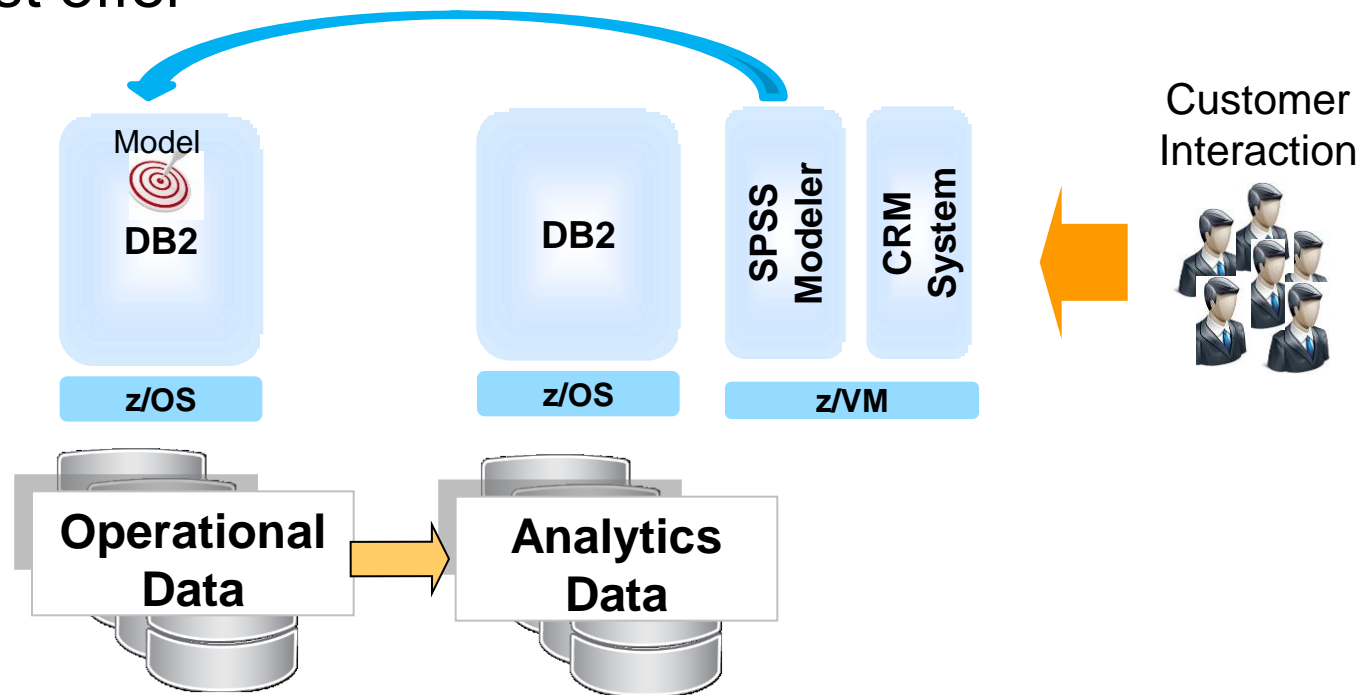 Customer
Interaction
Model
DB2
DB2
SPSS
Modeler
CRM
System
z/OS
z/OS
z/VM
Operational
Data
Analytics
Data